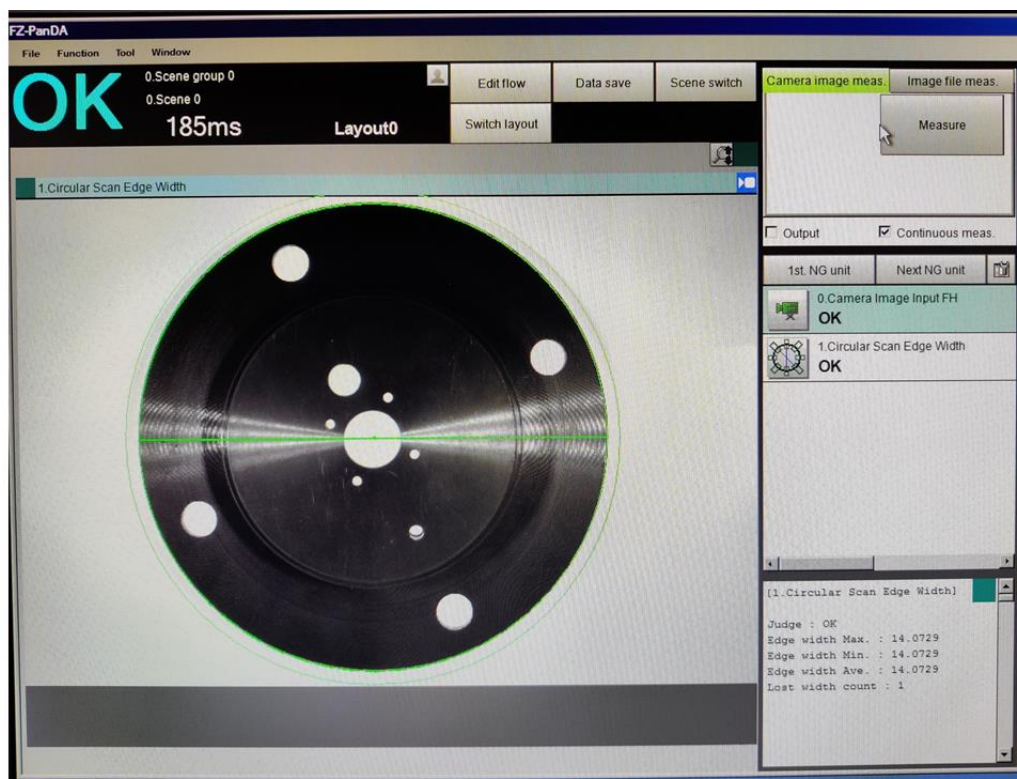 FZ-PanDA
File Function Tool Window
OK
0.Scene group 0
0.Scene 0
185ms
Layout0
Edit flow
Data save
Scene switch
Switch layout
Camera image meas.
Image file meas.
Measure
Output
Continuous meas.
1.Circular Scan Edge Width
1st. NG unit
Next NG unit
0.Camera Image Input FH
OK
1.Circular Scan Edge Width
OK
[1.Circular Scan Edge Width]
Judge : OK
Edge width Max. : 14.0729
Edge width Min. : 14.0729
Edge width Ave. : 14.0729
Lost width count : 1